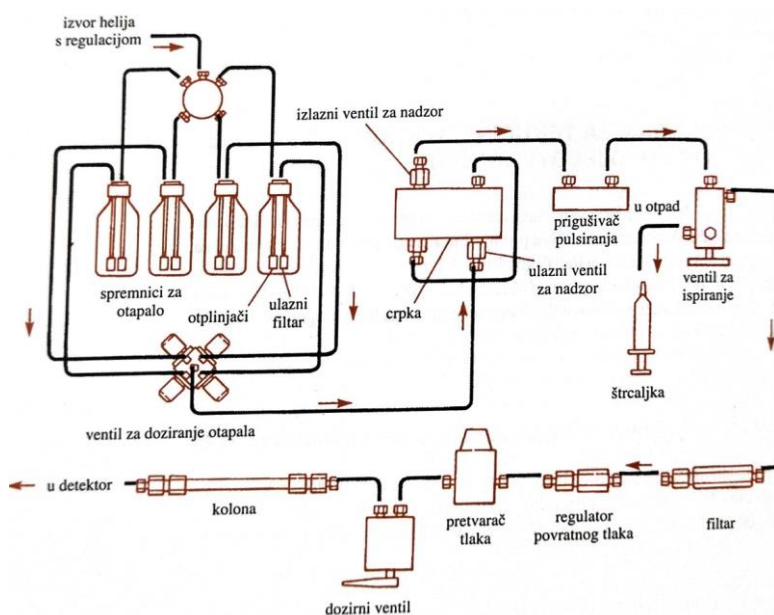 izvor helija
s regulacijom
izlazni ventil za nadzor
prigušivač
pulsiranja
u otpad
ventil za
ispiranje
spremnici za
otapalo
otplinjači
ulazni
filtar
crpka
ulazni ventil
za nadzor
štrcaljka
ventil za doziranje otapala
u detektor
kolona
pretvarač
tlaka
regulator
povratnog tlaka
filtar
dozirni ventil